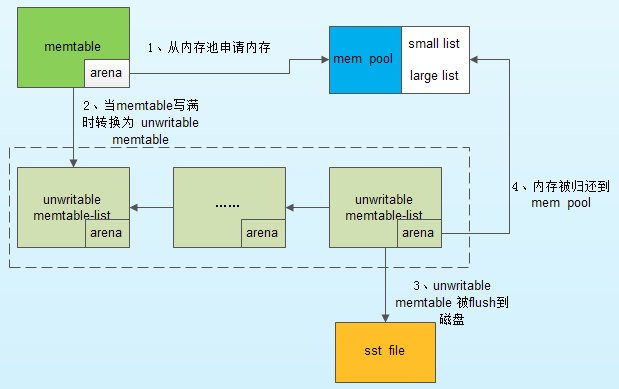 memtable
arena
1、从内存池申请内存
mem pool
small list
large list
2、当memtable写满
时转换为 unwritable
memtable
unwritable
memtable-list
arena
……
arena
unwritable
memtable-list
arena
4、内存被归还到
mem pool
3、unwritable
memtable 被flush到
磁盘
sst file